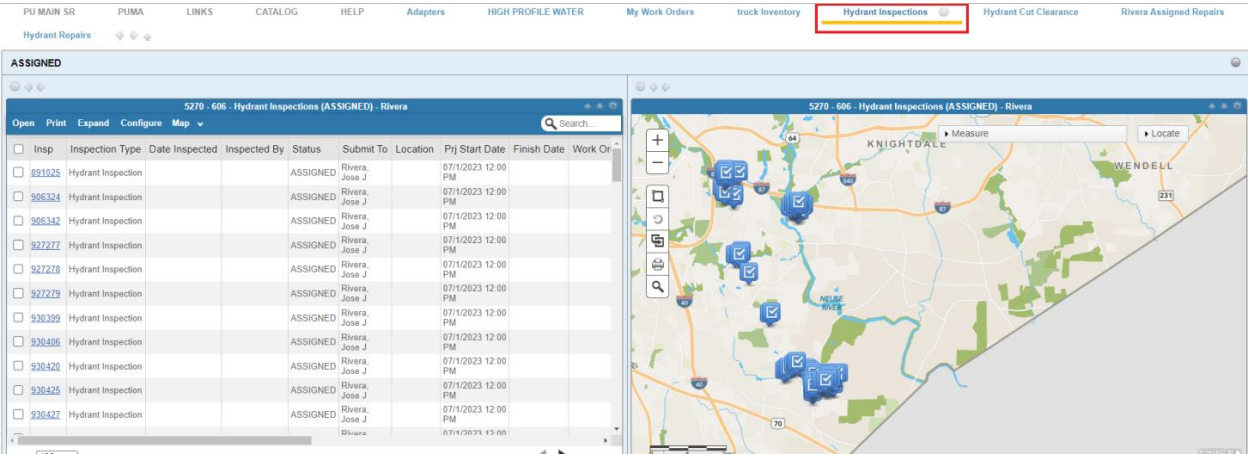 PU MAIN SR PUMA LINKS CATALOG HELP Adapters HIGH PROFILE WATER My Work Orders truck Inventory Hydrant Inspections Hydrant Cut Clearance Rivera Assigned Repairs
Hydrant Repairs
ASSIGNED
5270 - 606 - Hydrant Inspections (ASSIGNED) - Rivera
Open Print Expand Configure Map
Search...
Insp Inspection Type Date Inspected Inspected By Status Submit To Location Prj Start Date Finish Date Work Or
891025 Hydrant Inspection ASSIGNED Rivera, Jose J 07/1/2023 12:00 PM
906324 Hydrant Inspection ASSIGNED Rivera, Jose J 07/1/2023 12:00 PM
906342 Hydrant Inspection ASSIGNED Rivera, Jose J 07/1/2023 12:00 PM
927277 Hydrant Inspection ASSIGNED Rivera, Jose J 07/1/2023 12:00 PM
927278 Hydrant Inspection ASSIGNED Rivera, Jose J 07/1/2023 12:00 PM
927279 Hydrant Inspection ASSIGNED Rivera, Jose J 07/1/2023 12:00 PM
930399 Hydrant Inspection ASSIGNED Rivera, Jose J 07/1/2023 12:00 PM
930406 Hydrant Inspection ASSIGNED Rivera, Jose J 07/1/2023 12:00 PM
930420 Hydrant Inspection ASSIGNED Rivera, Jose J 07/1/2023 12:00 PM
930425 Hydrant Inspection ASSIGNED Rivera, Jose J 07/1/2023 12:00 PM
930427 Hydrant Inspection ASSIGNED Rivera, Jose J 07/1/2023 12:00 PM
5270 - 606 - Hydrant Inspections (ASSIGNED) - Rivera
Measure
Locate
64
KNIGHTDALE
WENDELL
540
87
87
231
NEUSE
RIVER
40
40
70